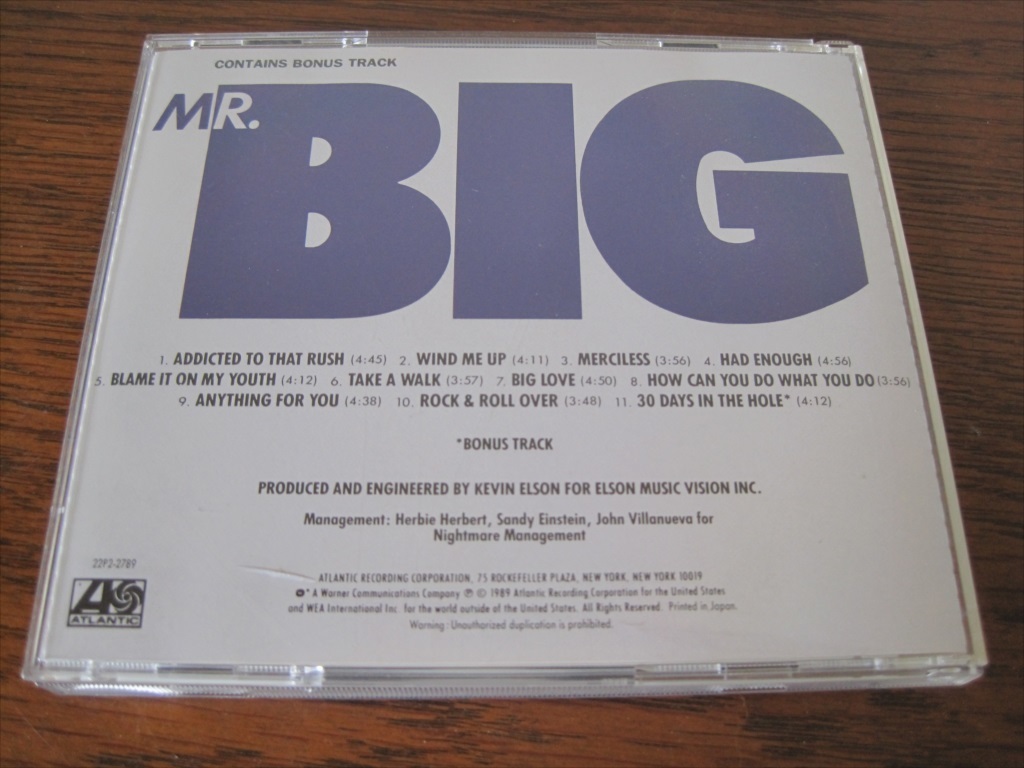 CONTAINS BONUS TRACK
MR.
BIG
1. ADDICTED TO THAT RUSH (4:45) 2. WIND ME UP (4:11) 3. MERCILESS (3:56) 4. HAD ENOUGH (4:56)
5. BLAME IT ON MY YOUTH (4:12) 6. TAKE A WALK (3:57) 7. BIG LOVE (4:50) 8. HOW CAN YOU DO WHAT YOU DO (3:56)
9. ANYTHING FOR YOU (4:38) 10. ROCK & ROLL OVER (3:48) 11. 30 DAYS IN THE HOLE* (4:12)
*BONUS TRACK
PRODUCED AND ENGINEERED BY KEVIN ELSON FOR ELSON MUSIC VISION INC.
Management: Herbie Herbert, Sandy Einstein, John Villanueva for
Nightmare Management
22P2-2789
ATLANTIC
ATLANTIC RECORDING CORPORATION, 75 ROCKEFELLER PLAZA, NEW YORK, NEW YORK 10019
A Warner Communications Company ℗ © 1989 Atlantic Recording Corporation for the United States
and WEA International Inc. for the world outside of the United States. All Rights Reserved. Printed in Japan.
Warning: Unauthorized duplication is prohibited.